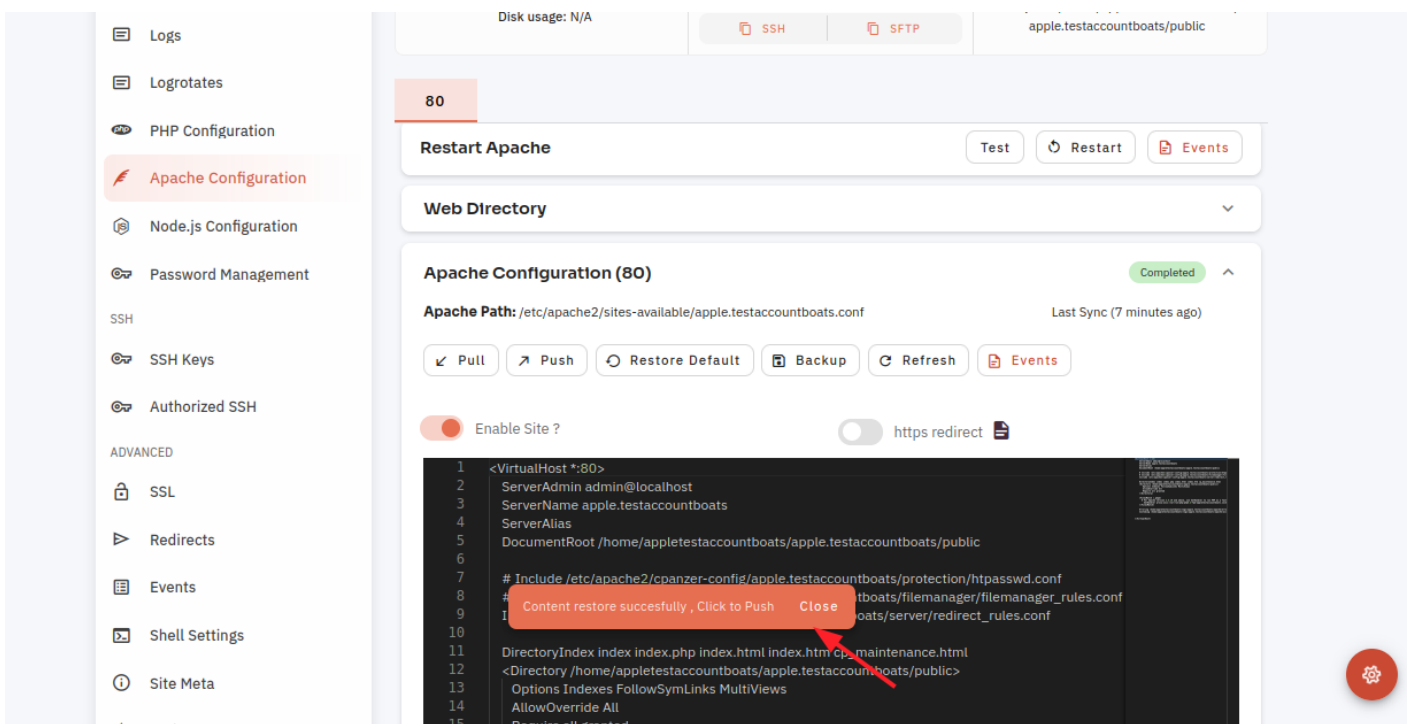 Disk usage: N/A
SSH
SFTP
apple.testaccountboats/public
Logs
Logrotates
PHP Configuration
Apache Configuration
Node.js Configuration
Password Management
SSH
SSH Keys
Authorized SSH
ADVANCED
SSL
Redirects
Events
Shell Settings
Site Meta
80
Restart Apache
Test
Restart
Events
Web Directory
Apache Configuration (80)
Completed
Apache Path: /etc/apache2/sites-available/apple.testaccountboats.conf
Last Sync (7 minutes ago)
Pull
Push
Restore Default
Backup
Refresh
Events
Enable Site ?
https redirect
1 <VirtualHost *:80>
2 ServerAdmin admin@localhost
3 ServerName apple.testaccountboats
4 ServerAlias
5 DocumentRoot /home/appletestaccountboats/apple.testaccountboats/public
6
7 # Include /etc/apache2/cpanzer-config/apple.testaccountboats/protection/htpasswd.conf
8 # tboats/filemanager/filemanager_rules.conf
9 I boats/server/redirect_rules.conf
10
Content restore succesfully , Click to Push Close
11 DirectoryIndex index index.php index.html index.htm cp_maintenance.html
12 <Directory /home/appletestaccountboats/apple.testaccountboats/public>
13 Options Indexes FollowSymLinks MultiViews
14 AllowOverride All
15 Require all granted